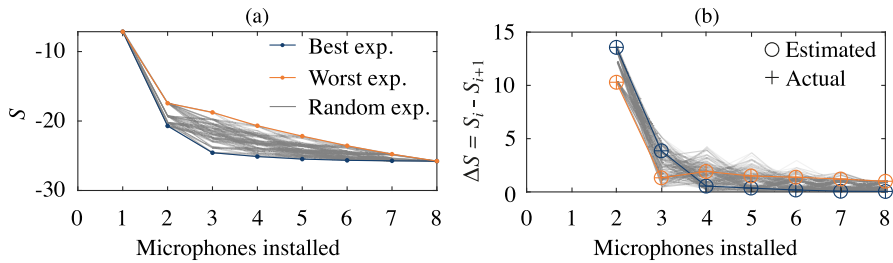 (a)
-10
-20
-30
S
Best exp.
Worst exp.
Random exp.
0 1 2 3 4 5 6 7 8
Microphones installed
(b)
15
10
5
0
ΔS = S_i - S_{i+1}
Estimated
Actual
0 1 2 3 4 5 6 7 8
Microphones installed